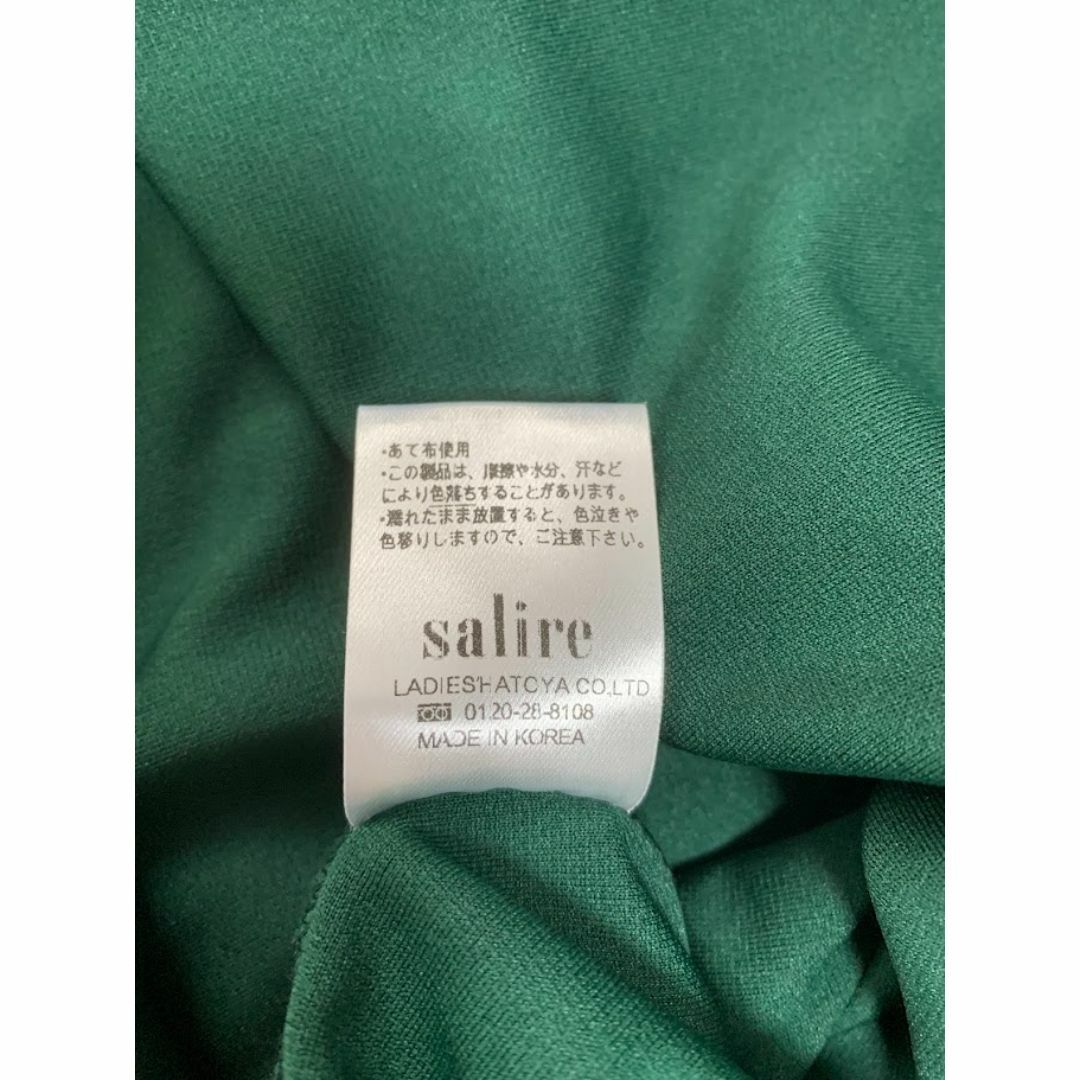 ・あて布使用
・この製品は、摩擦や水分、汗など
により色落ちすることがあります。
・濡れたまま放置すると、色泣きや
色移りしますので、ご注意下さい。
salire
LADIES'HATOYA CO.,LTD
0120-28-8108
MADE IN KOREA